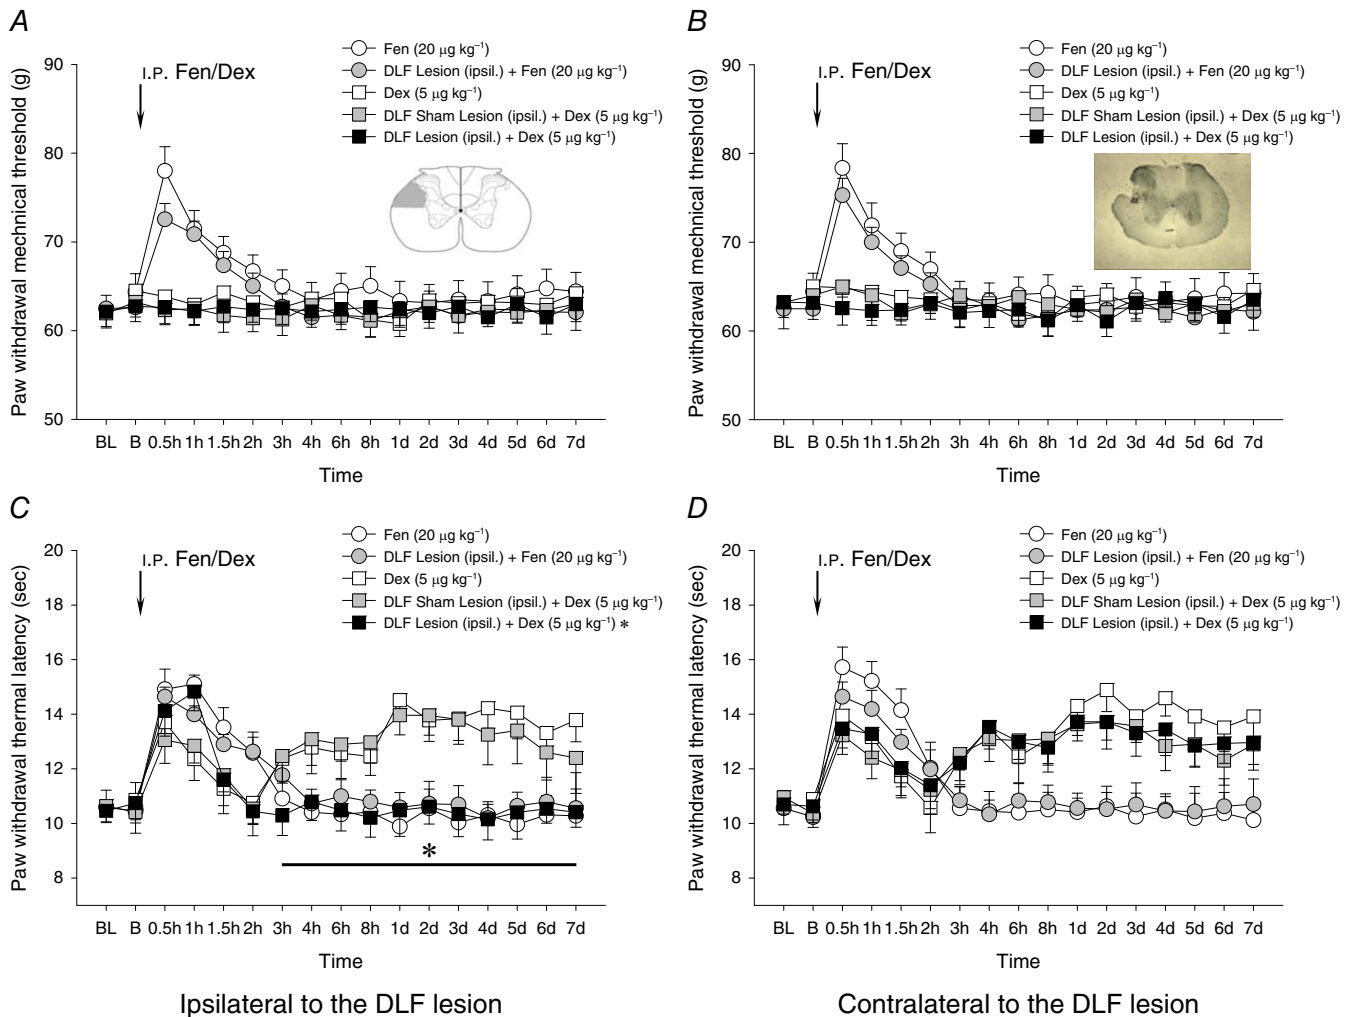 A
Fen (20 μg kg⁻¹)
DLF Lesion (ipsil.) + Fen (20 μg kg⁻¹)
Dex (5 μg kg⁻¹)
DLF Sham Lesion (ipsil.) + Dex (5 μg kg⁻¹)
DLF Lesion (ipsil.) + Dex (5 μg kg⁻¹)
I.P. Fen/Dex
Paw withdrawal mechnical threshold (g)
90
80
70
60
50
BL B 0.5h 1h 1.5h 2h 3h 4h 6h 8h 1d 2d 3d 4d 5d 6d 7d
Time
B
Fen (20 μg kg⁻¹)
DLF Lesion (ipsil.) + Fen (20 μg kg⁻¹)
Dex (5 μg kg⁻¹)
DLF Sham Lesion (ipsil.) + Dex (5 μg kg⁻¹)
DLF Lesion (ipsil.) + Dex (5 μg kg⁻¹)
I.P. Fen/Dex
Paw withdrawal mechnical threshold (g)
90
80
70
60
50
BL B 0.5h 1h 1.5h 2h 3h 4h 6h 8h 1d 2d 3d 4d 5d 6d 7d
Time
C
Fen (20 μg kg⁻¹)
DLF Lesion (ipsil.) + Fen (20 μg kg⁻¹)
Dex (5 μg kg⁻¹)
DLF Sham Lesion (ipsil.) + Dex (5 μg kg⁻¹)
DLF Lesion (ipsil.) + Dex (5 μg kg⁻¹) *
I.P. Fen/Dex
Paw withdrawal thermal latency (sec)
20
18
16
14
12
10
8
*
BL B 0.5h 1h 1.5h 2h 3h 4h 6h 8h 1d 2d 3d 4d 5d 6d 7d
Time
Ipsilateral to the DLF lesion
D
Fen (20 μg kg⁻¹)
DLF Lesion (ipsil.) + Fen (20 μg kg⁻¹)
Dex (5 μg kg⁻¹)
DLF Sham Lesion (ipsil.) + Dex (5 μg kg⁻¹)
DLF Lesion (ipsil.) + Dex (5 μg kg⁻¹)
I.P. Fen/Dex
Paw withdrawal thermal latency (sec)
20
18
16
14
12
10
8
BL B 0.5h 1h 1.5h 2h 3h 4h 6h 8h 1d 2d 3d 4d 5d 6d 7d
Time
Contralateral to the DLF lesion